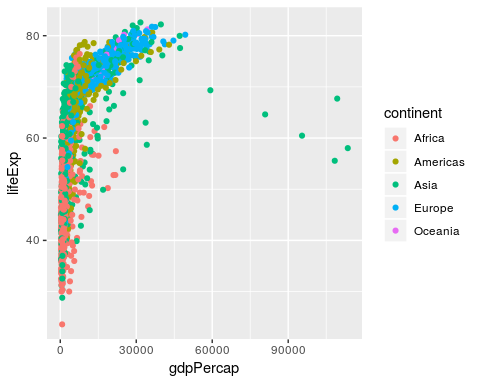 80
60
40
lifeExp
0 30000 60000 90000
gdpPercap
continent
Africa
Americas
Asia
Europe
Oceania